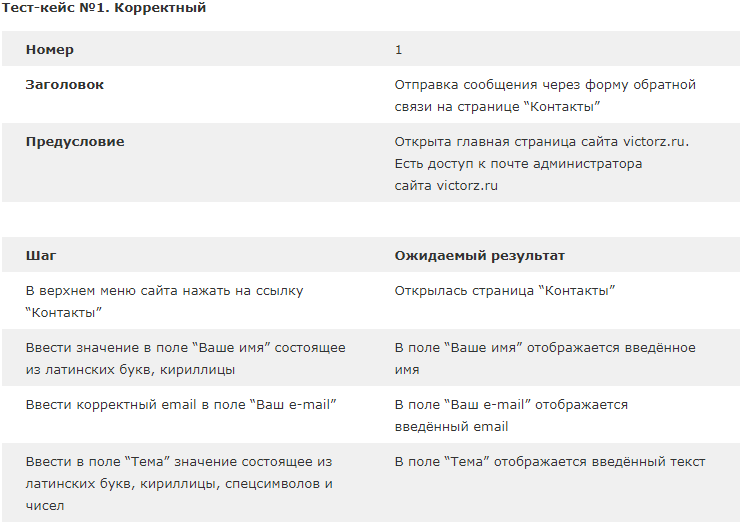 Тест-кейс №1. Корректный
Номер
1
Заголовок
Отправка сообщения через форму обратной
связи на странице “Контакты”
Предусловие
Открыта главная страница сайта victorz.ru.
Есть доступ к почте администратора
сайта victorz.ru
Шаг
Ожидаемый результат
В верхнем меню сайта нажать на ссылку
“Контакты”
Открылась страница “Контакты”
Ввести значение в поле “Ваше имя” состоящее
из латинских букв, кириллицы
В поле “Ваше имя” отображается введённое
имя
Ввести корректный email в поле “Ваш e-mail”
В поле “Ваш e-mail” отображается
введённый email
Ввести в поле “Тема” значение состоящее из
латинских букв, кириллицы, спецсимволов и
чисел
В поле “Тема” отображается введённый текст